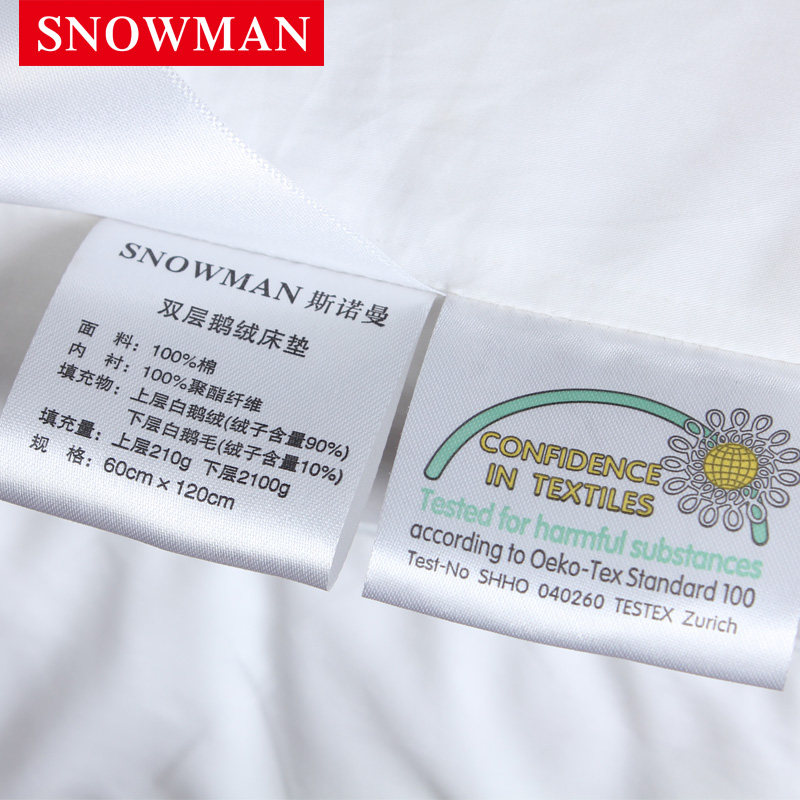 SNOWMAN
SNOWMAN 斯诺曼
双层鹅绒床垫
面 料：100%棉
内 衬：100%聚酯纤维
填充物：上层白鹅绒(绒子含量90%)
下层白鹅毛(绒子含量10%)
填充量：上层210g 下层2100g
规 格：60cm×120cm
CONFIDENCE
IN TEXTILES
Tested for harmful substances
according to Oeko-Tex Standard 100
Test-No SHHO 040260 TESTEX Zurich